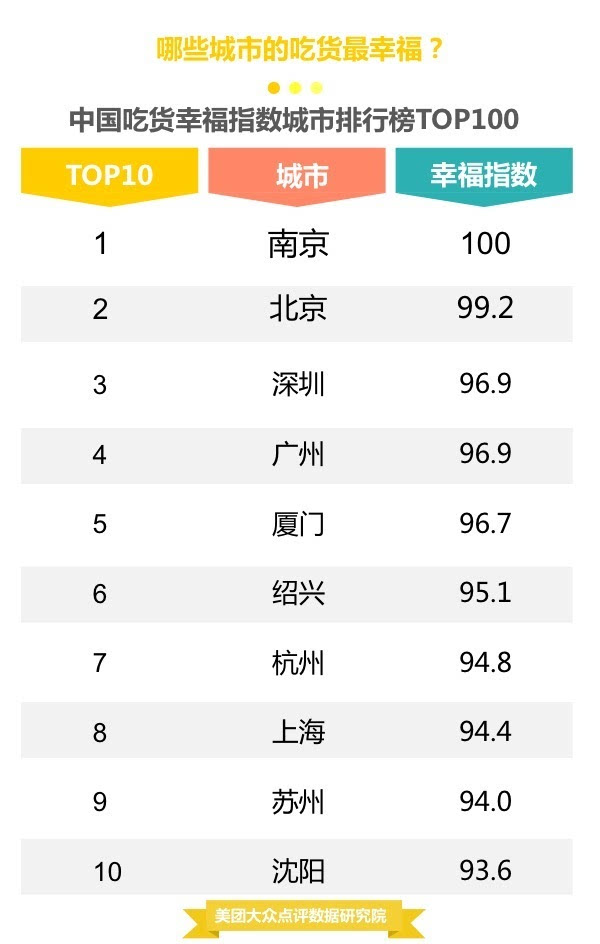 哪些城市的吃货最幸福？
中国吃货幸福指数城市排行榜TOP100
TOP10 城市 幸福指数
1 南京 100
2 北京 99.2
3 深圳 96.9
4 广州 96.9
5 厦门 96.7
6 绍兴 95.1
7 杭州 94.8
8 上海 94.4
9 苏州 94.0
10 沈阳 93.6
美团大众点评数据研究院